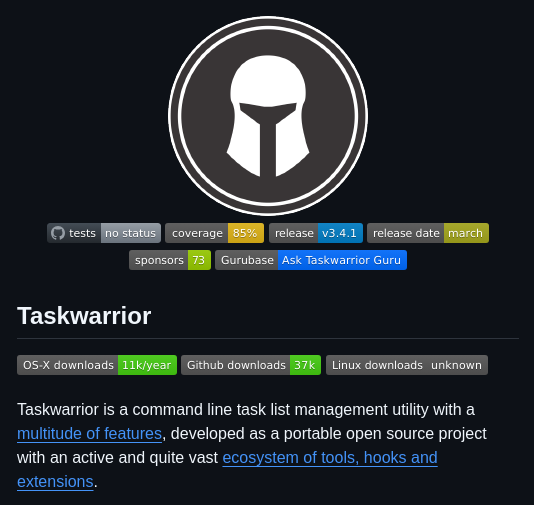 tests no status coverage 85% release v3.4.1 release date march
sponsors 73 Gurubase Ask Taskwarrior Guru
Taskwarrior
OS-X downloads 11k/year Github downloads 37k Linux downloads unknown
Taskwarrior is a command line task list management utility with a
multitude of features, developed as a portable open source project
with an active and quite vast ecosystem of tools, hooks and
extensions.